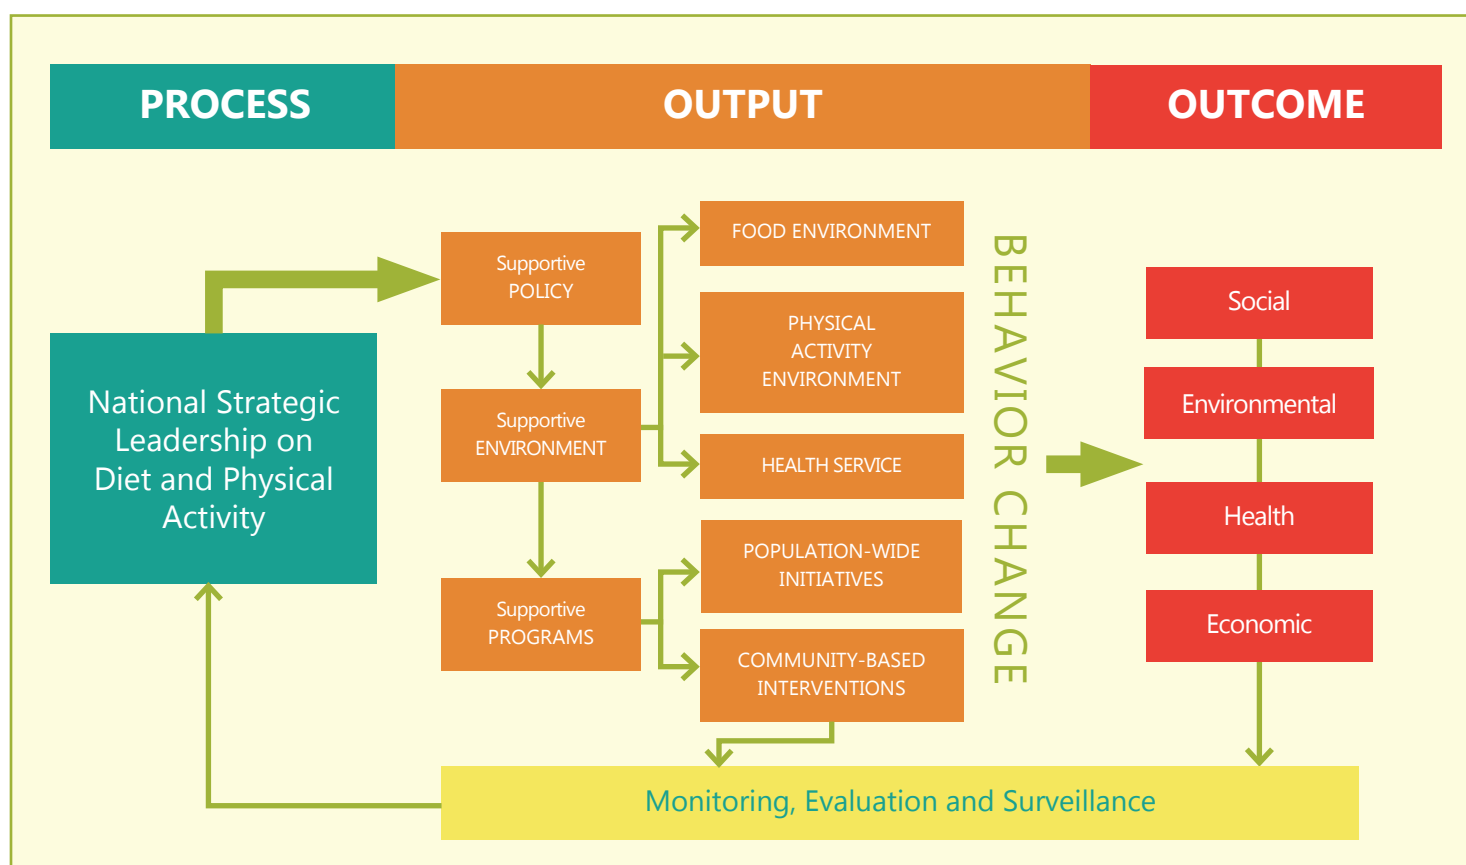 PROCESS
OUTPUT
OUTCOME
National Strategic
Leadership on
Diet and Physical
Activity
Supportive
POLICY
Supportive
ENVIRONMENT
Supportive
PROGRAMS
FOOD ENVIRONMENT
PHYSICAL
ACTIVITY
ENVIRONMENT
HEALTH SERVICE
POPULATION-WIDE
INITIATIVES
COMMUNITY-BASED
INTERVENTIONS
BEHAVIOR CHANGE
Social
Environmental
Health
Economic
Monitoring, Evaluation and Surveillance